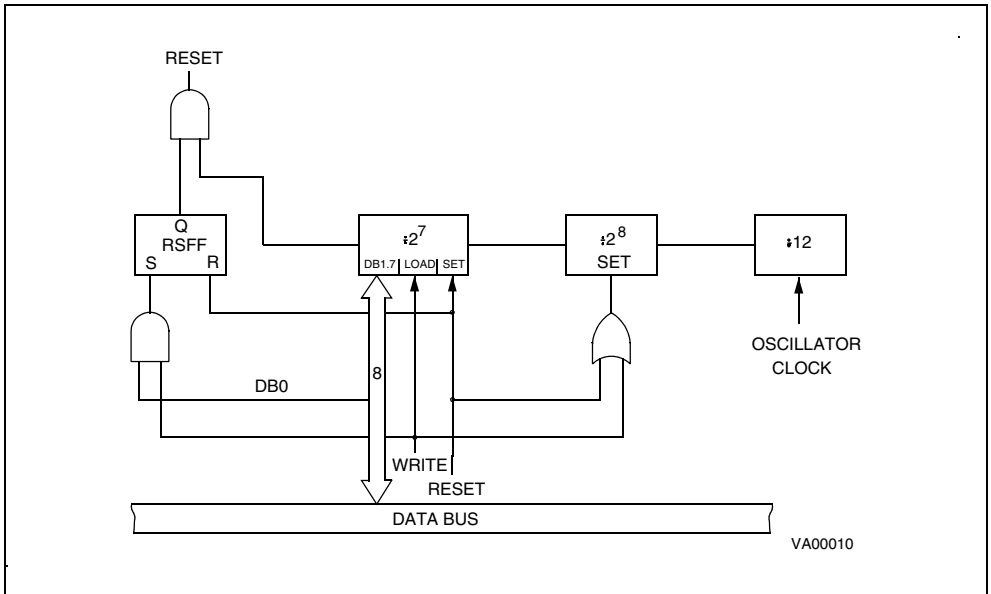 RESET
Q
RSFF
S R
÷2^7
DB1.7 LOAD SET
÷2^8
SET
÷12
OSCILLATOR
CLOCK
8
DB0
WRITE
RESET
DATA BUS
VA00010